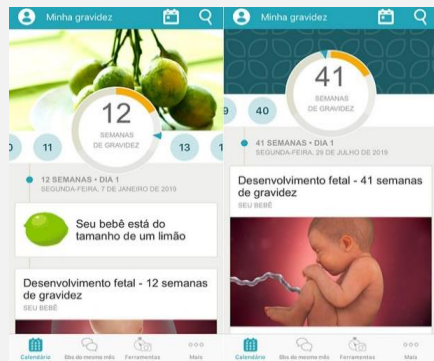 Minha gravidez
12
SEMANAS
DE GRAVIDEZ
11
13
12 SEMANAS • DIA 1
SEGUNDA-FEIRA, 7 DE JANEIRO DE 2019
Seu bebê está do
tamanho de um limão
Desenvolvimento fetal - 12 semanas
de gravidez
SEU BEBÊ
Calendário
Bbs do mesmo mês
Ferramentas
Mais
Minha gravidez
41
SEMANAS
DE GRAVIDEZ
9
40
41 SEMANAS • DIA 1
SEGUNDA-FEIRA, 29 DE JULHO DE 2019
Desenvolvimento fetal - 41 semanas
de gravidez
SEU BEBÊ
Calendário
Bbs do mesmo mês
Ferramentas
Mais